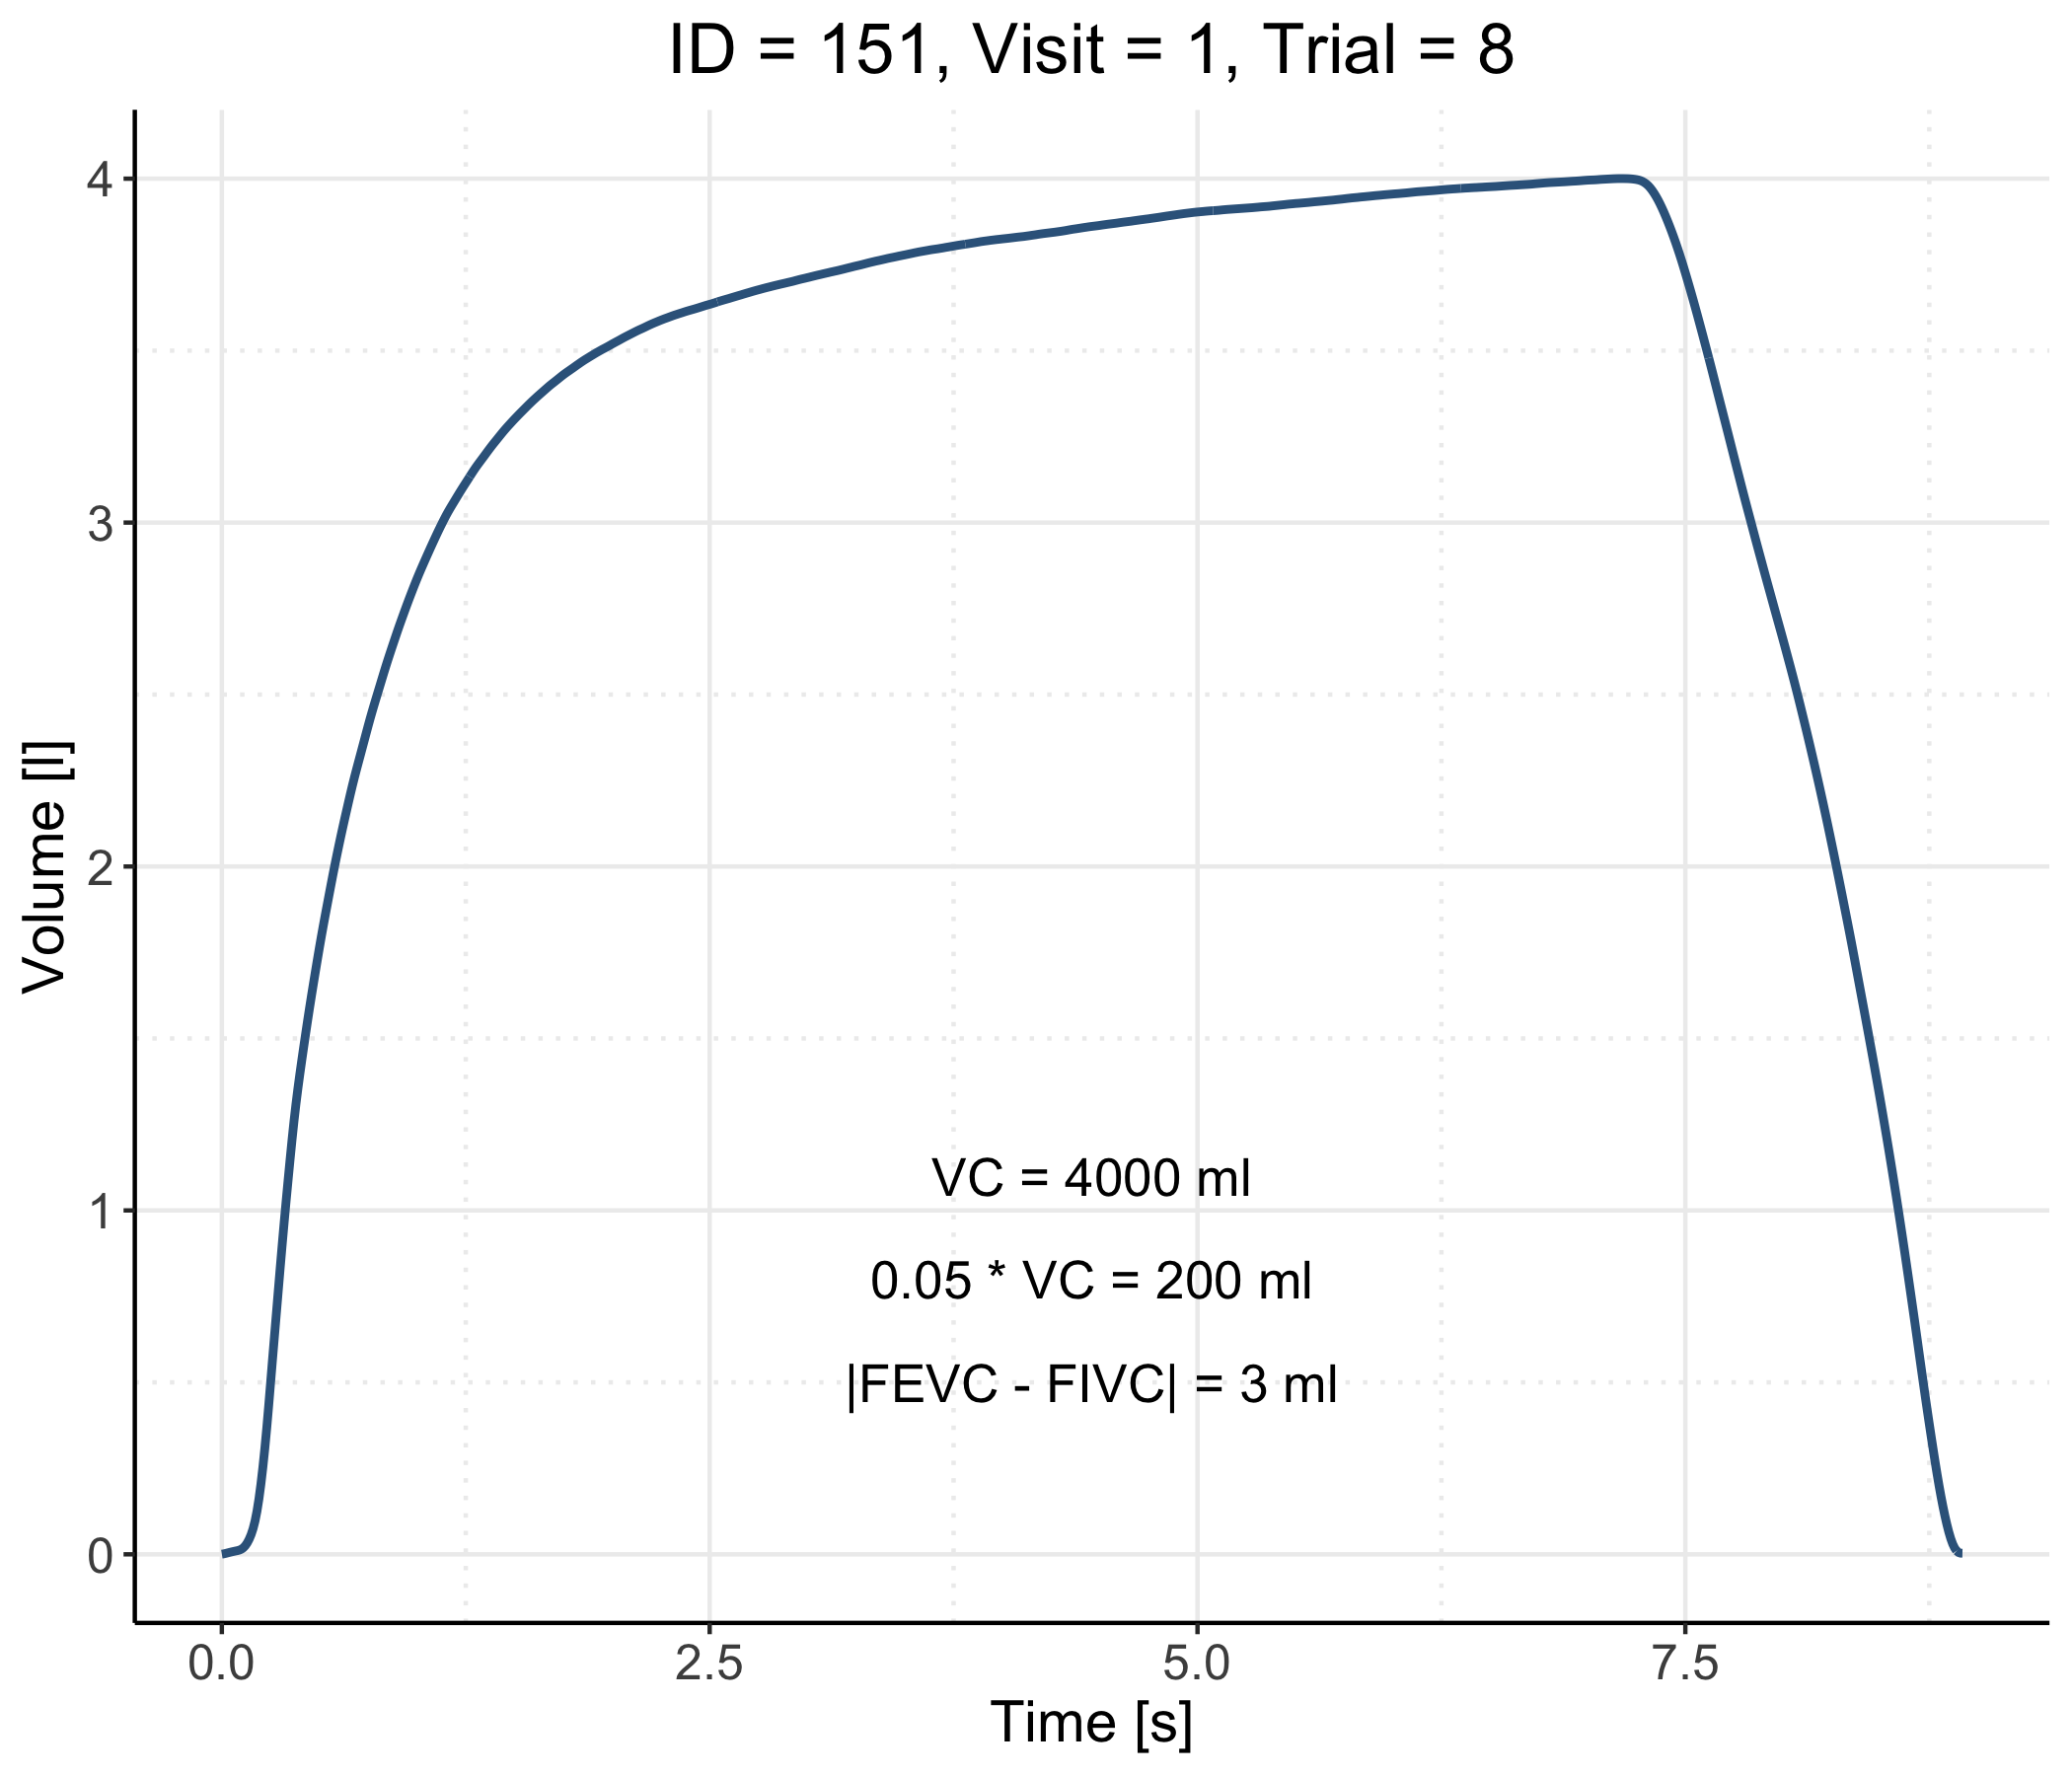 ID = 151, Visit = 1, Trial = 8
4
3
2
1
0
Volume [l]
VC = 4000 ml
0.05 * VC = 200 ml
|FEVC - FIVC| = 3 ml
0.0 2.5 5.0 7.5
Time [s]